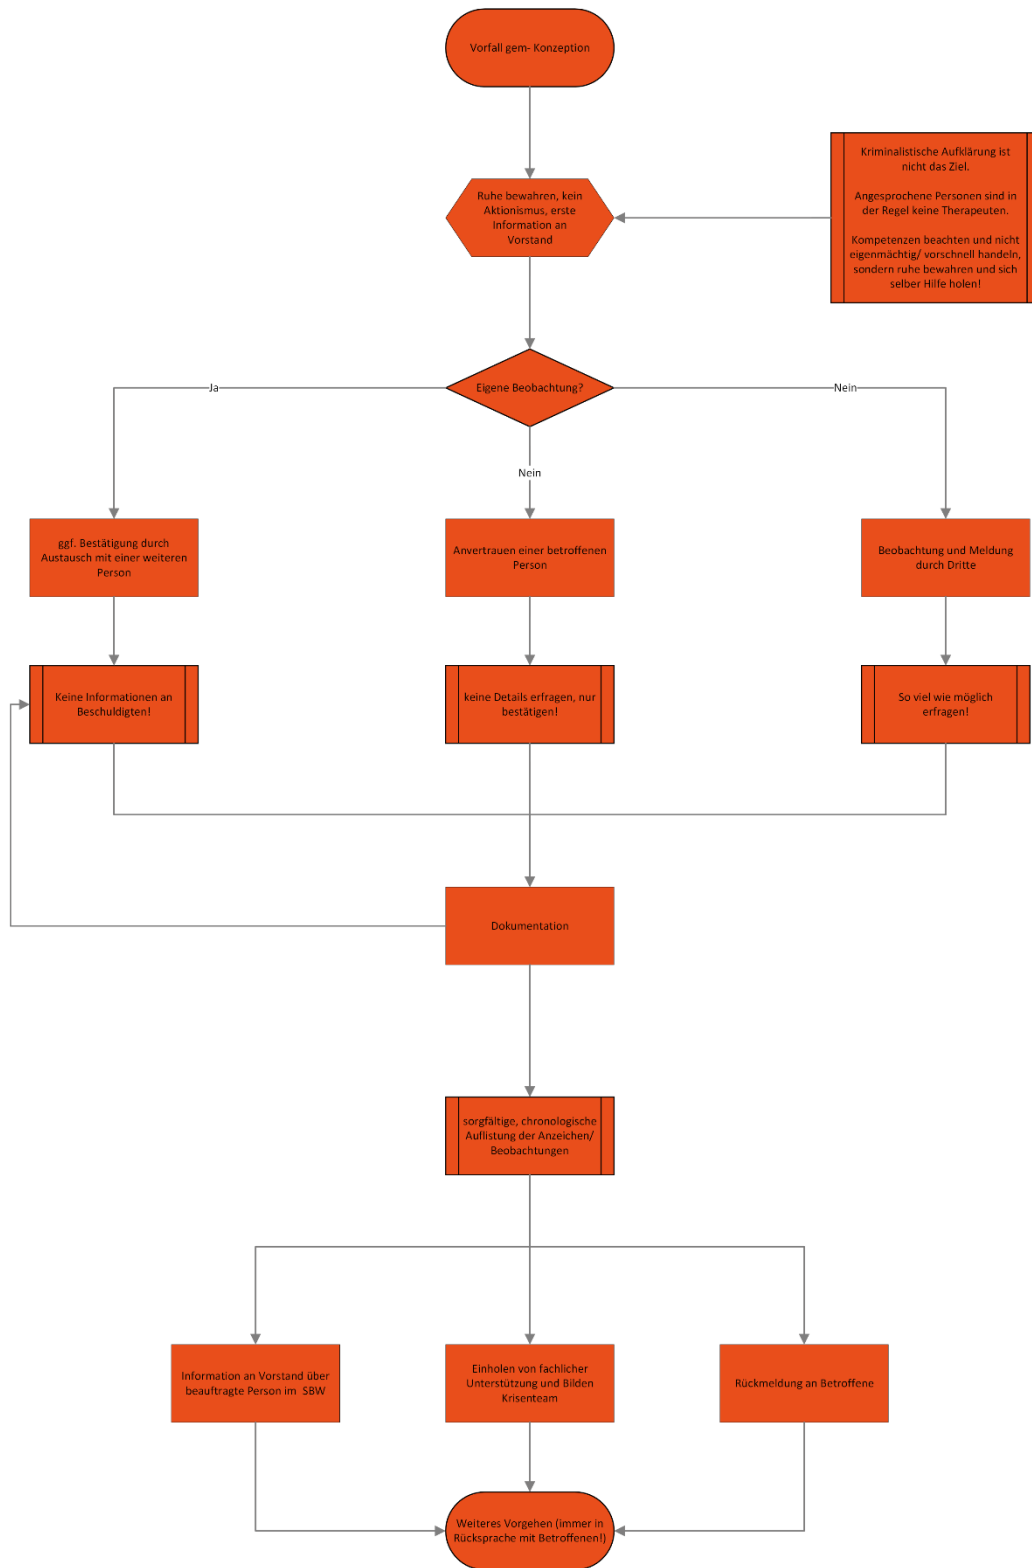 Vorfall gem- Konzeption
Kriminalistische Aufklärung ist
nicht das Ziel.
Angesprochene Personen sind in
der Regel keine Therapeuten.
Kompetenzen beachten und nicht
eigenmächtig/ vorschnell handeln,
sondern ruhe bewahren und sich
selber Hilfe holen!
Ruhe bewahren, kein
Aktionismus, erste
Information an
Vorstand
Eigene Beobachtung?
Ja
Nein
Nein
ggf. Bestätigung durch
Austausch mit einer weiteren
Person
Anvertrauen einer betroffenen
Person
Beobachtung und Meldung
durch Dritte
Keine Informationen an
Beschuldigten!
keine Details erfragen, nur
bestätigen!
So viel wie möglich
erfragen!
Dokumentation
sorgfältige, chronologische
Auflistung der Anzeichen/
Beobachtungen
Information an Vorstand über
beauftragte Person im SBW
Einholen von fachlicher
Unterstützung und Bilden
Krisenteam
Rückmeldung an Betroffene
Weiteres Vorgehen (immer in
Rücksprache mit Betroffenen!)